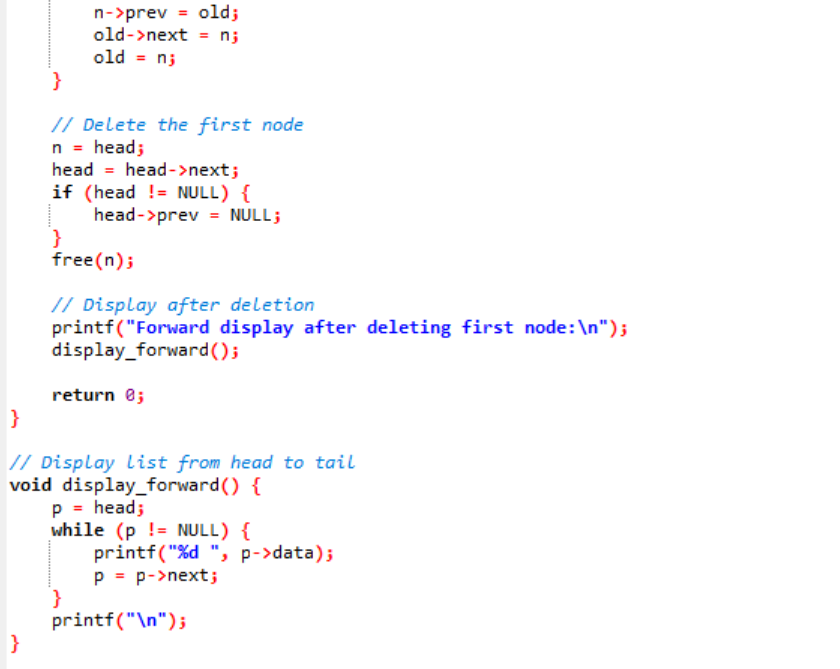 n->prev = old;
        old->next = n;
        old = n;
    }

    // Delete the first node
    n = head;
    head = head->next;
    if (head != NULL) {
        head->prev = NULL;
    }
    free(n);

    // Display after deletion
    printf("Forward display after deleting first node:\n");
    display_forward();

    return 0;
}

// Display list from head to tail
void display_forward() {
    p = head;
    while (p != NULL) {
        printf("%d ", p->data);
        p = p->next;
    }
    printf("\n");
}